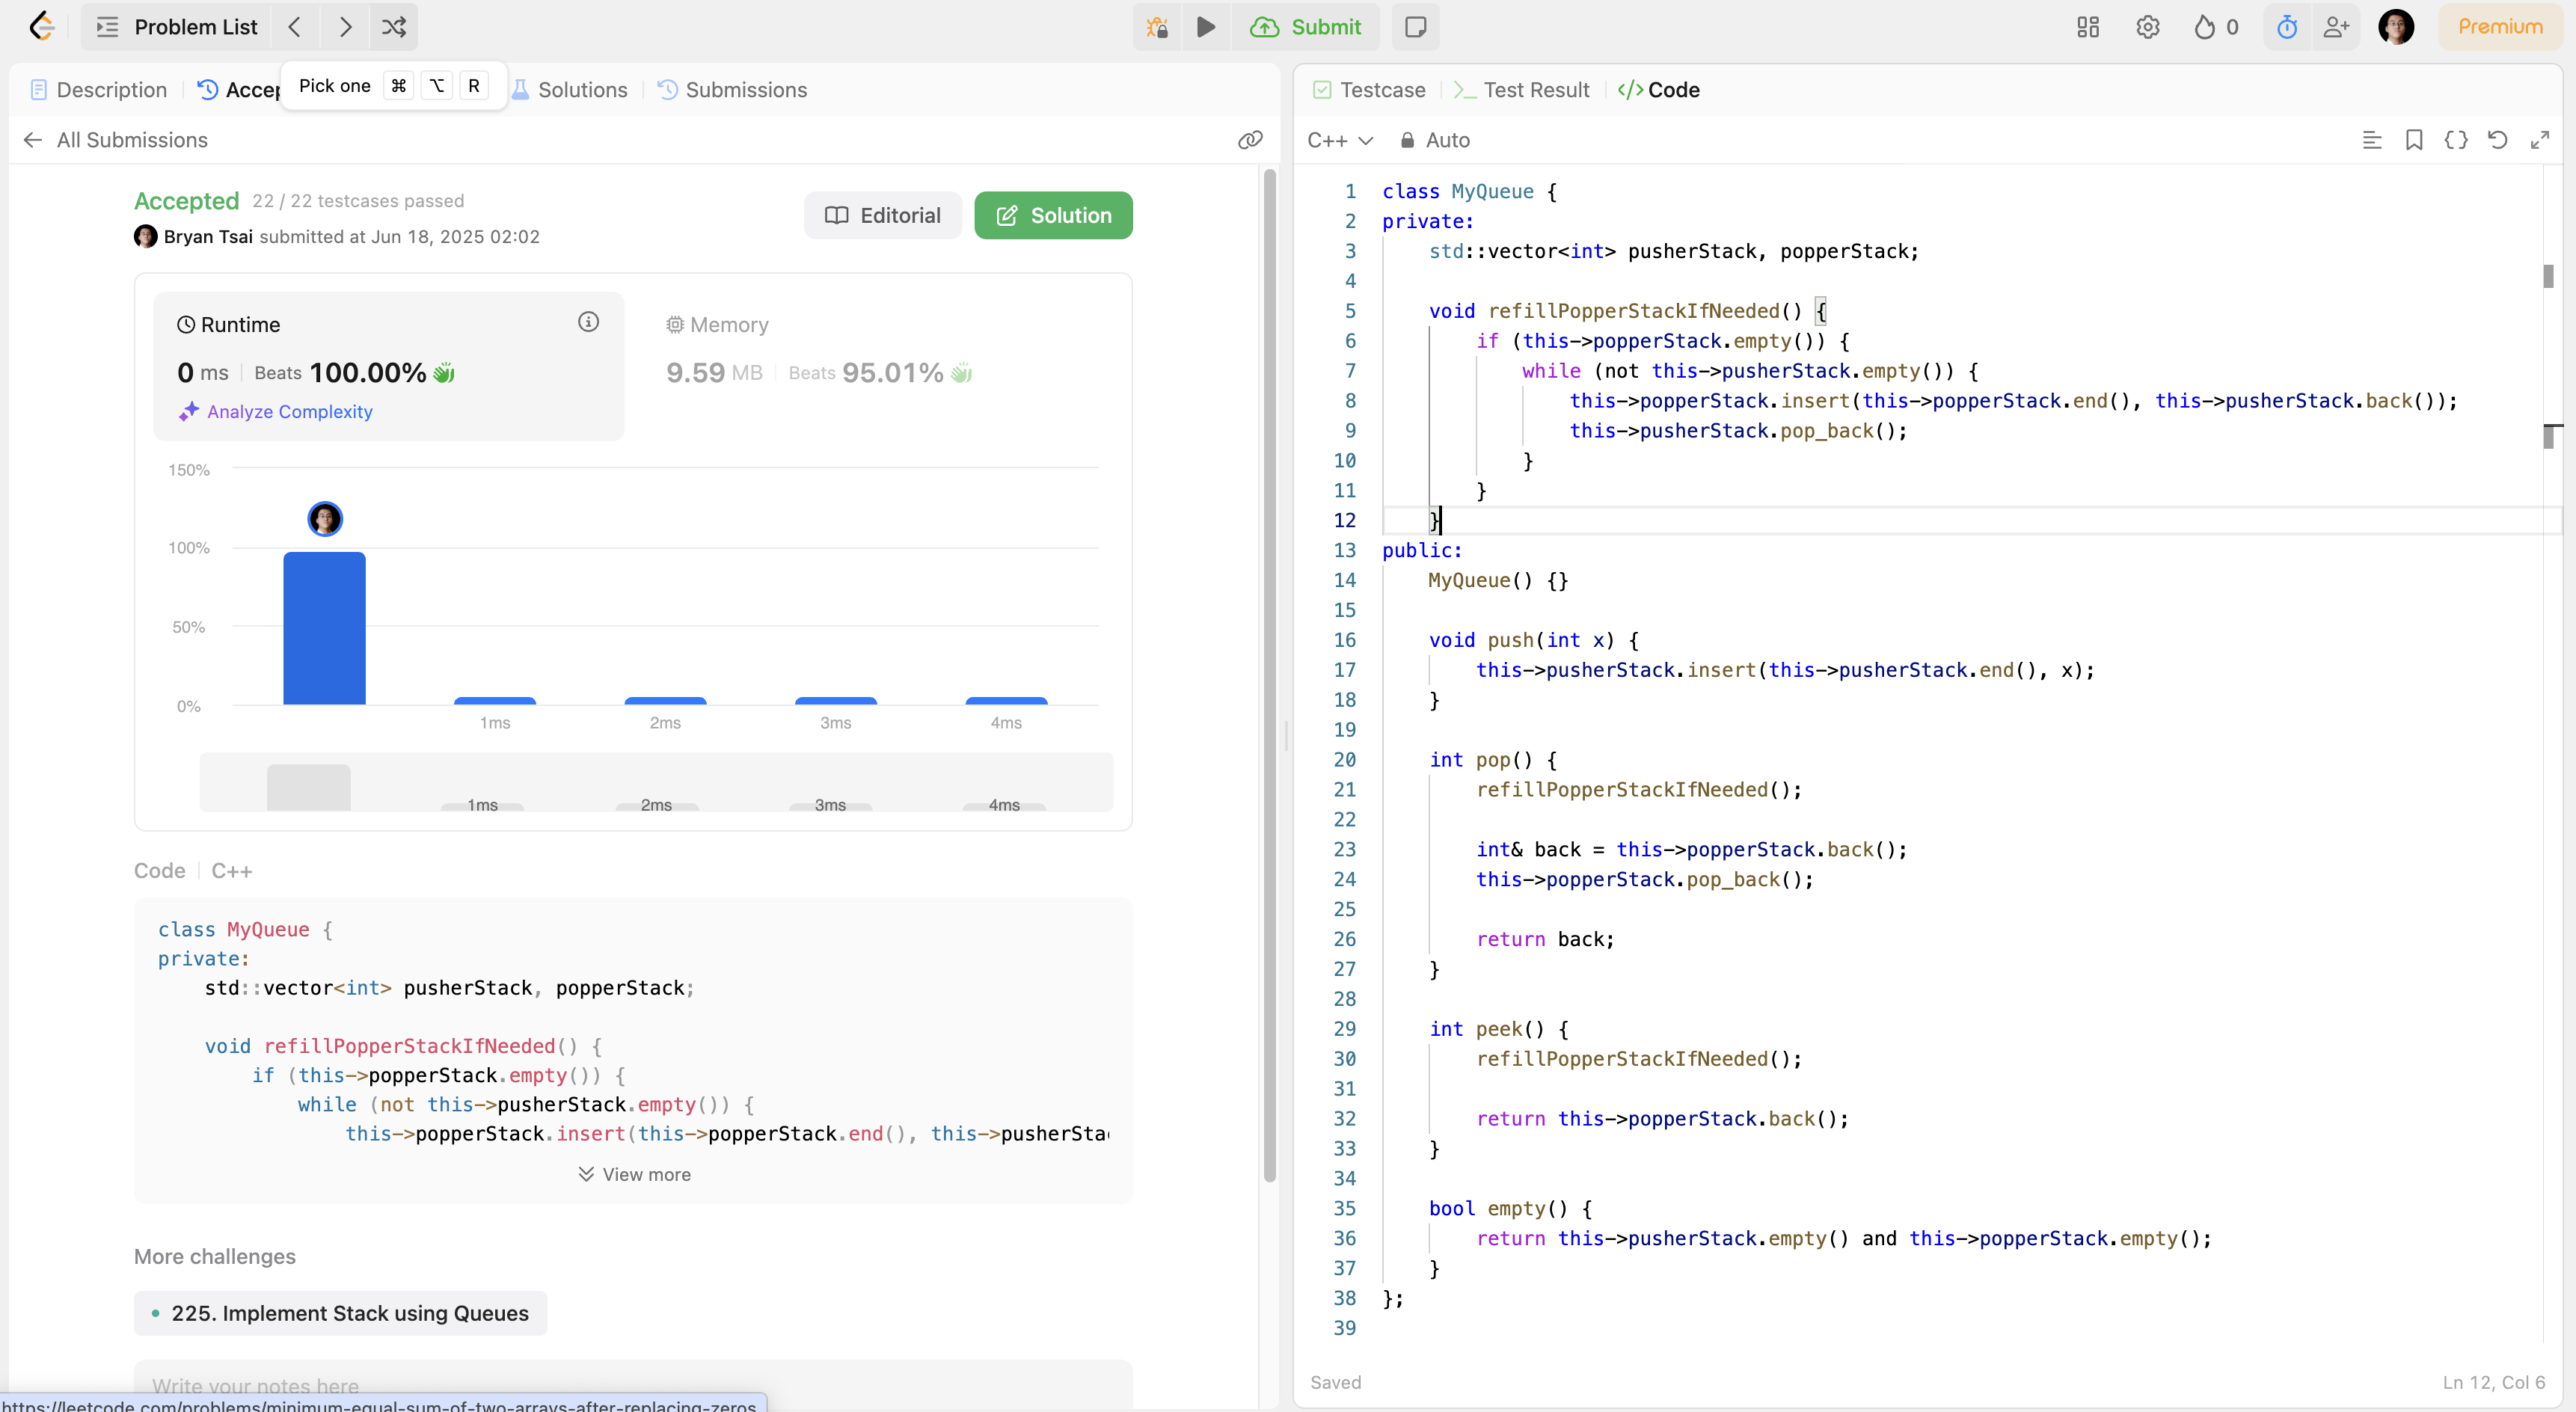 Problem List
Submit
0
Premium
Description
Accep
Pick one ⌘ ⌥ R
Solutions
Submissions
All Submissions
Accepted 22 / 22 testcases passed
Bryan Tsai submitted at Jun 18, 2025 02:02
Editorial
Solution
Runtime
0 ms | Beats 100.00%
Analyze Complexity
Memory
9.59 MB | Beats 95.01%
150%
100%
50%
0%
1ms 2ms 3ms 4ms
1ms 2ms 3ms 4ms
Code | C++
class MyQueue {
private:
    std::vector<int> pusherStack, popperStack;
    void refillPopperStackIfNeeded() {
        if (this->popperStack.empty()) {
            while (not this->pusherStack.empty()) {
                this->popperStack.insert(this->popperStack.end(), this->pusherSta
View more
More challenges
225. Implement Stack using Queues
Write your notes here
https://leetcode.com/problems/minimum-equal-sum-of-two-arrays-after-replacing-zeros
Testcase
Test Result
</> Code
C++
Auto
1 class MyQueue {
2 private:
3     std::vector<int> pusherStack, popperStack;
4
5     void refillPopperStackIfNeeded() {
6         if (this->popperStack.empty()) {
7             while (not this->pusherStack.empty()) {
8                 this->popperStack.insert(this->popperStack.end(), this->pusherStack.back());
9                 this->pusherStack.pop_back();
10             }
11         }
12     }
13 public:
14     MyQueue() {}
15
16     void push(int x) {
17         this->pusherStack.insert(this->pusherStack.end(), x);
18     }
19
20     int pop() {
21         refillPopperStackIfNeeded();
22
23         int& back = this->popperStack.back();
24         this->popperStack.pop_back();
25
26         return back;
27     }
28
29     int peek() {
30         refillPopperStackIfNeeded();
31
32         return this->popperStack.back();
33     }
34
35     bool empty() {
36         return this->pusherStack.empty() and this->popperStack.empty();
37     }
38 };
39
Saved
Ln 12, Col 6